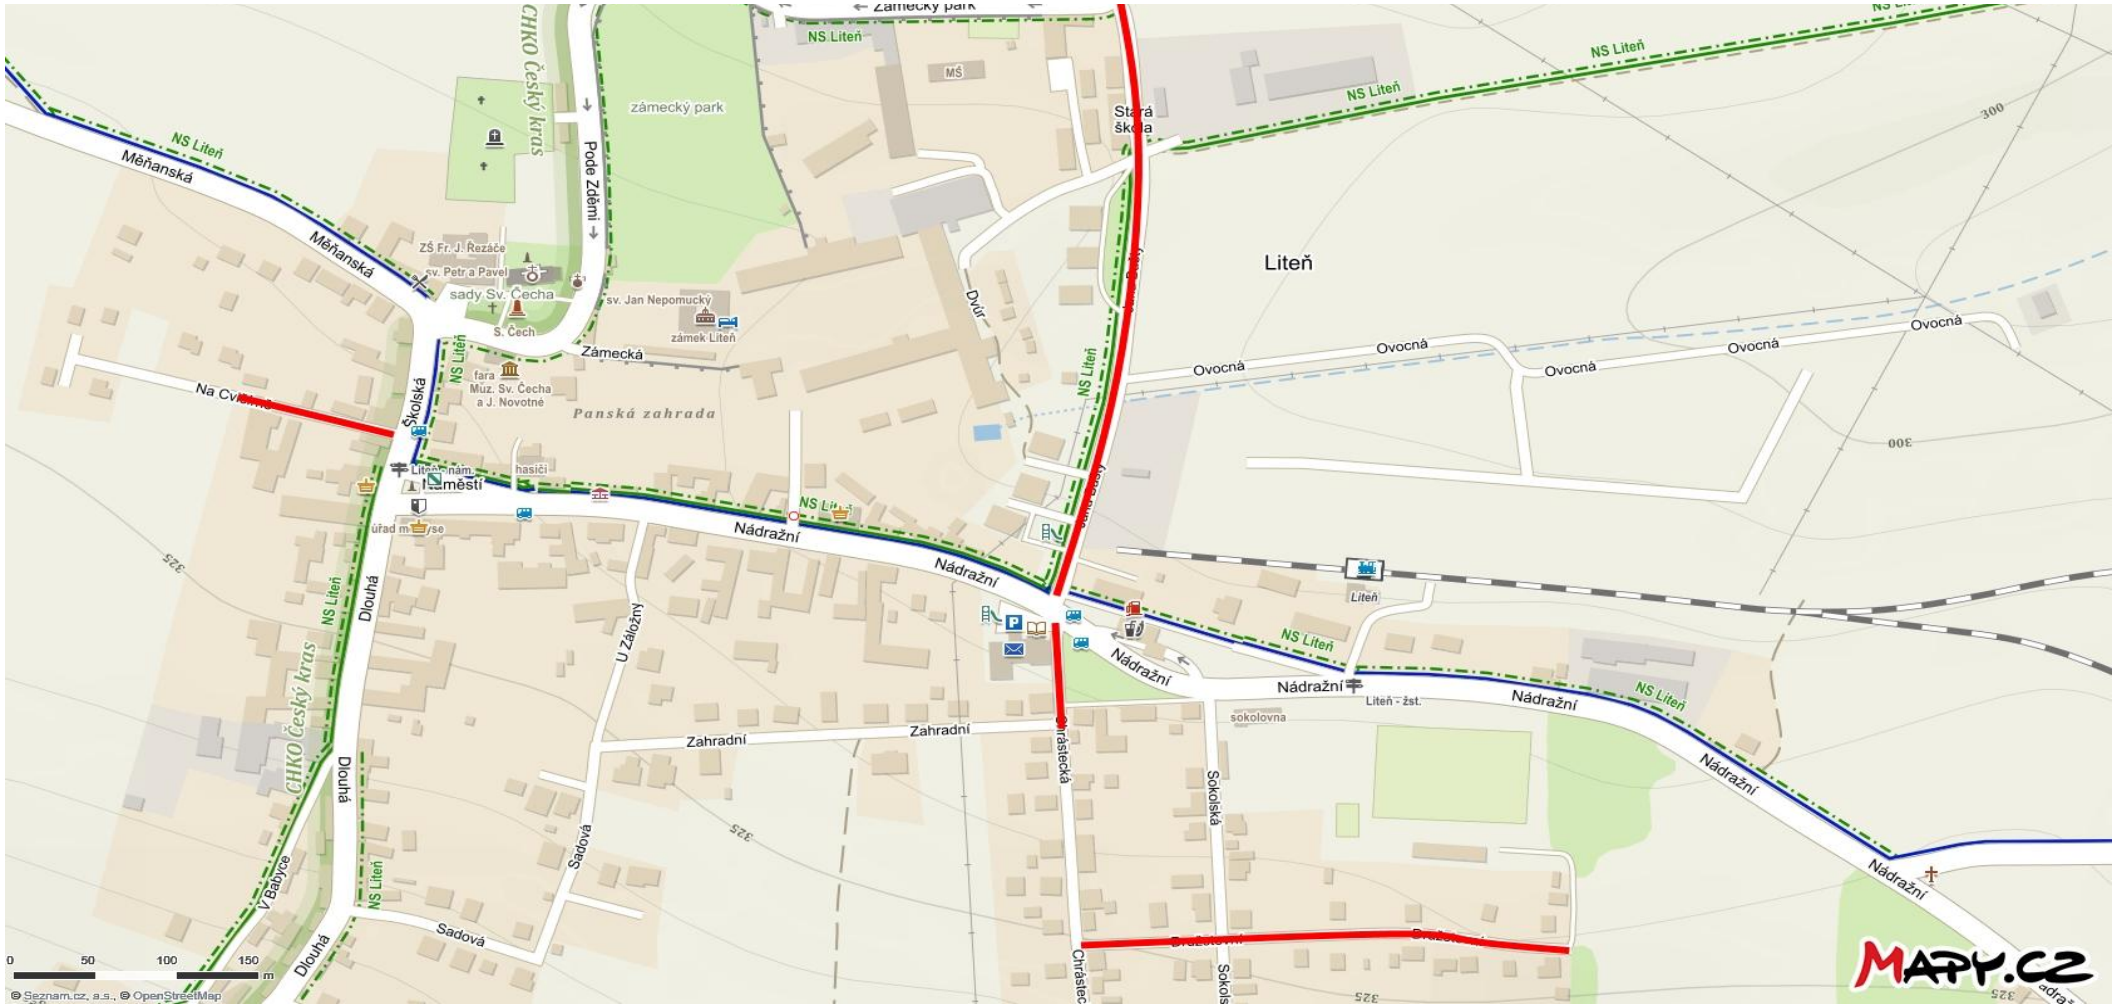 Zámecký park
NS Liteň
NS Liteň
NS Liteň
NS Liteň
CHKO Český kras
zámecký park
MŠ
Stará
škola
300
NS Liteň
Měňanská
Pode Zděmi
Měňanská
ZŠ Fr. J. Řezáče
sv. Petr a Pavel
sady Sv. Čecha
S. Čech
sv. Jan Nepomucký
zámek Liteň
Dvůr
Liteň
Zámecká
NS Liteň
fara
Muz. Sv. Čecha
a J. Novotné
Panská zahrada
Školská
NS Liteň
Ovocná
Ovocná
Ovocná
Ovocná
Ovocná
300
hasiči
Liteň - nám.
Náměstí
NS Liteň
Nádražní
Nádražní
325
Dlouhá
NS Liteň
CHKO Český kras
U Záložny
P
Liteň
NS Liteň
Nádražní
Nádražní
Liteň - žst.
Nádražní
NS Liteň
sokolovna
Zahradní
Zahradní
Chrástecká
Sokolská
Nádražní
Dlouhá
325
Sadová
V Babyce
NS Liteň
Sadová
Dlouhá
Nádražní
Chrástec
Sokols
325
325
0 50 100 150
m
© Seznam.cz, a.s., © OpenStreetMap
MAPY.CZ